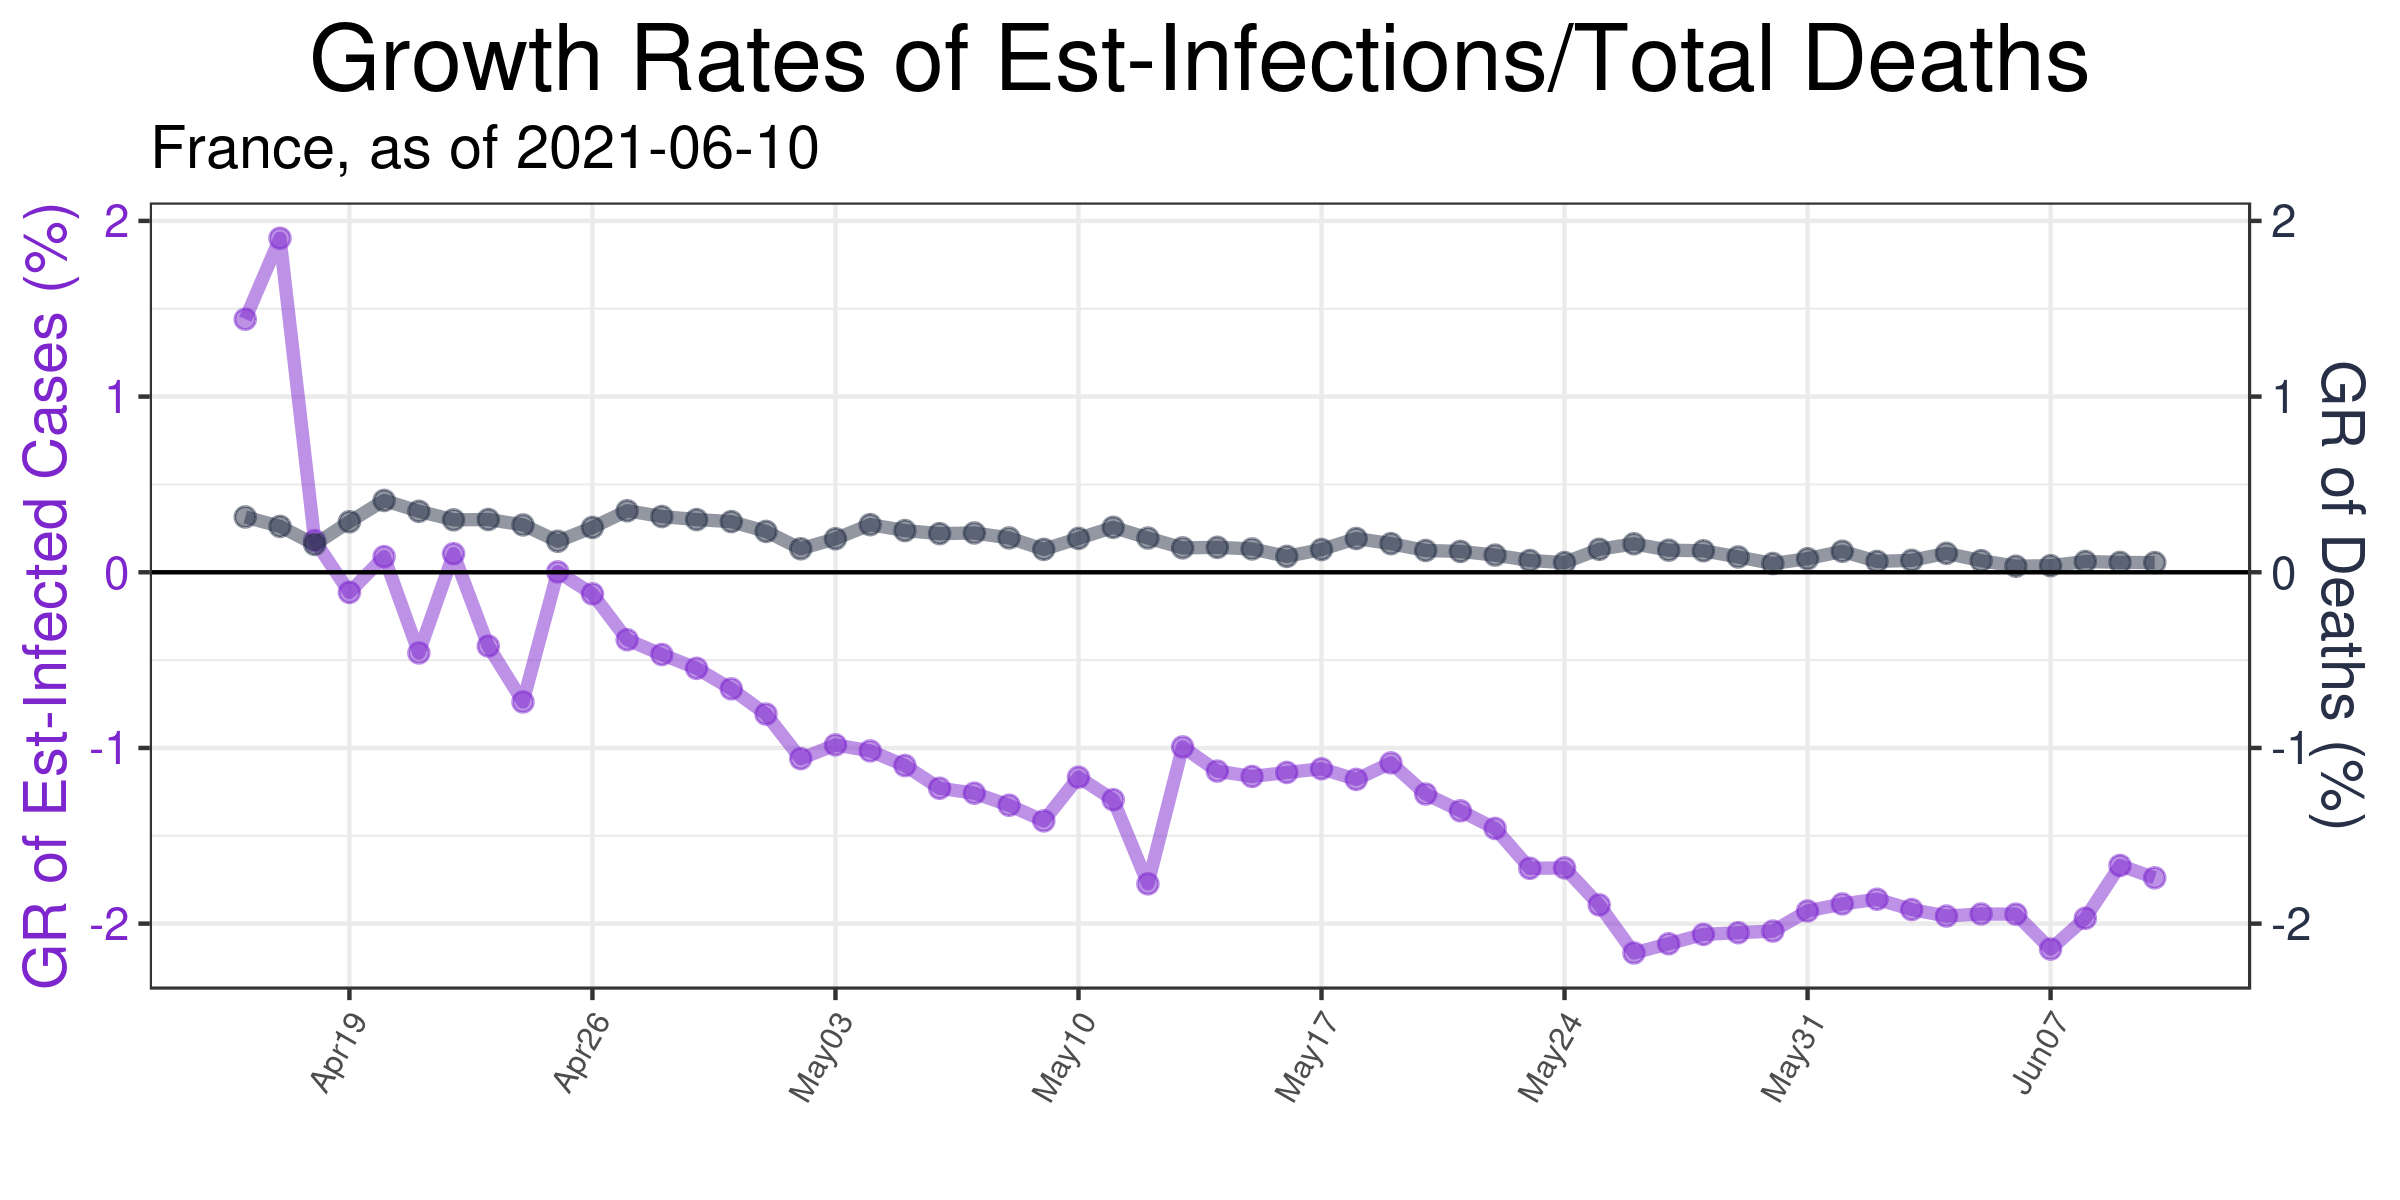 Growth Rates of Est-Infections/Total Deaths
France, as of 2021-06-10
GR of Est-Infected Cases (%)
2
1
0
-1
-2
2
1
0
-1
-2
GR of Deaths (%)
Apr19
Apr26
May03
May10
May17
May24
May31
Jun07